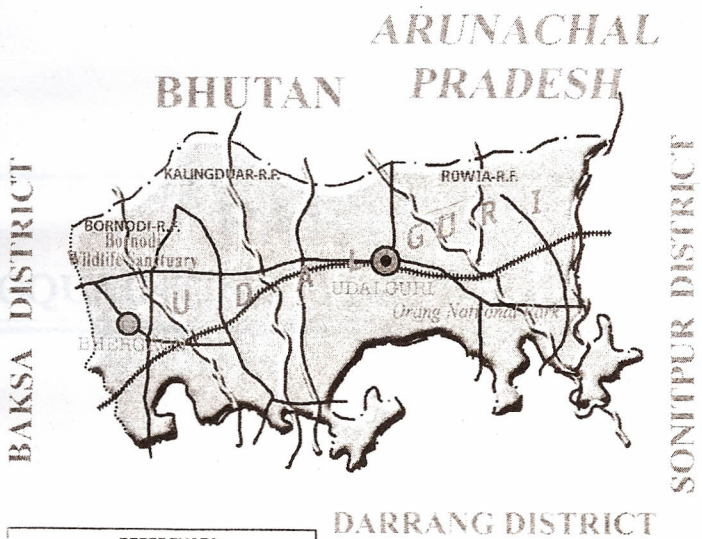 ARUNACHAL
PRADESH
BHUTAN
BAKSA DISTRICT
SONITPUR DISTRICT
KALINGDUAR-R.F.
ROWTA-R.F.
BORNODI-R.F.
Bornodi
Wildlife Sanctuary
UDALGURI
UDALGURI
Orang National Park
DARRANG DISTRICT